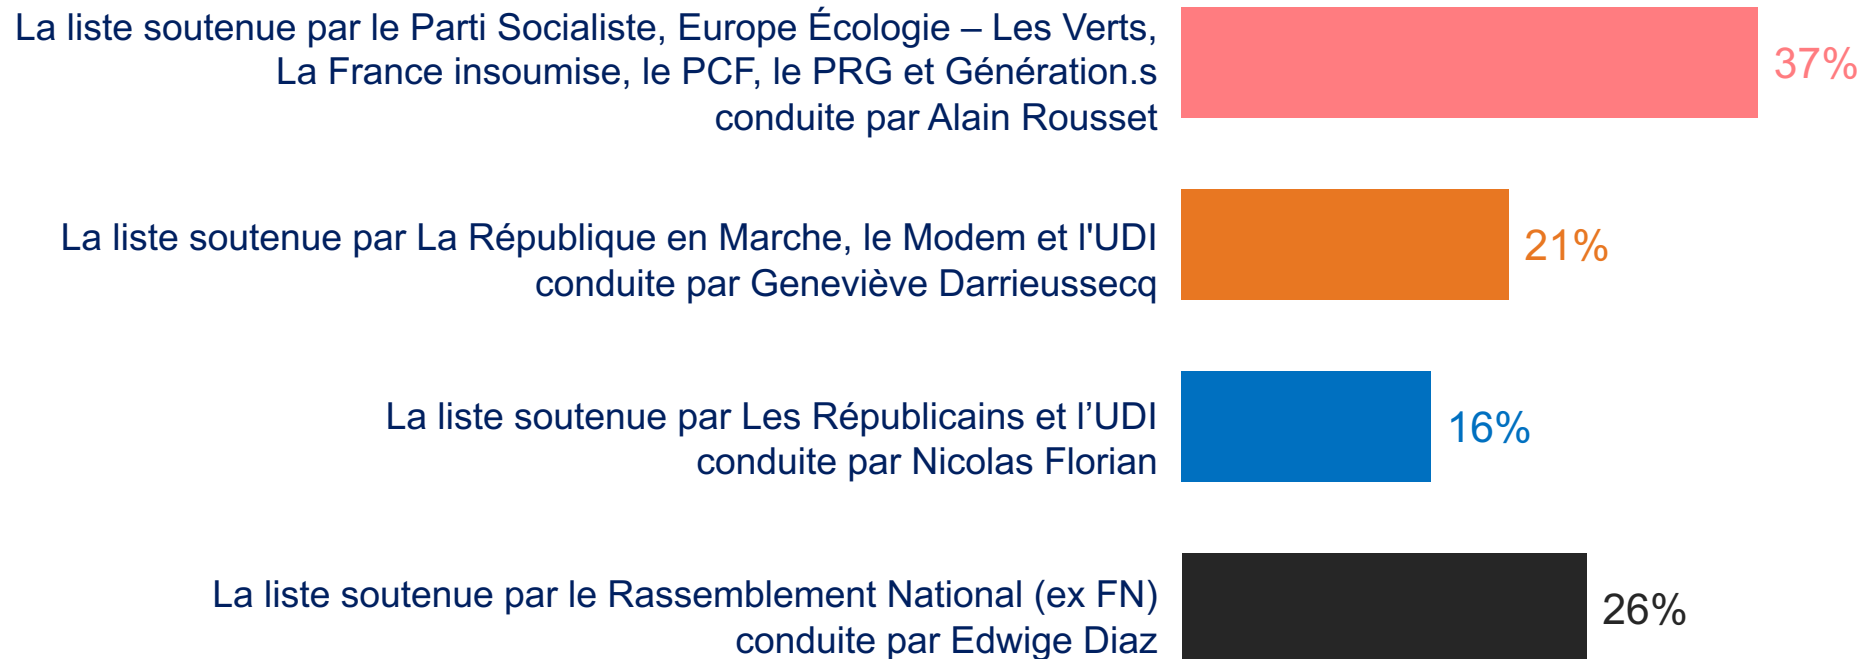 La liste soutenue par le Parti Socialiste, Europe Écologie – Les Verts,
La France insoumise, le PCF, le PRG et Génération.s
conduite par Alain Rousset
37%
La liste soutenue par La République en Marche, le Modem et l'UDI
conduite par Geneviève Darrieussecq
21%
La liste soutenue par Les Républicains et l’UDI
conduite par Nicolas Florian
16%
La liste soutenue par le Rassemblement National (ex FN)
conduite par Edwige Diaz
26%